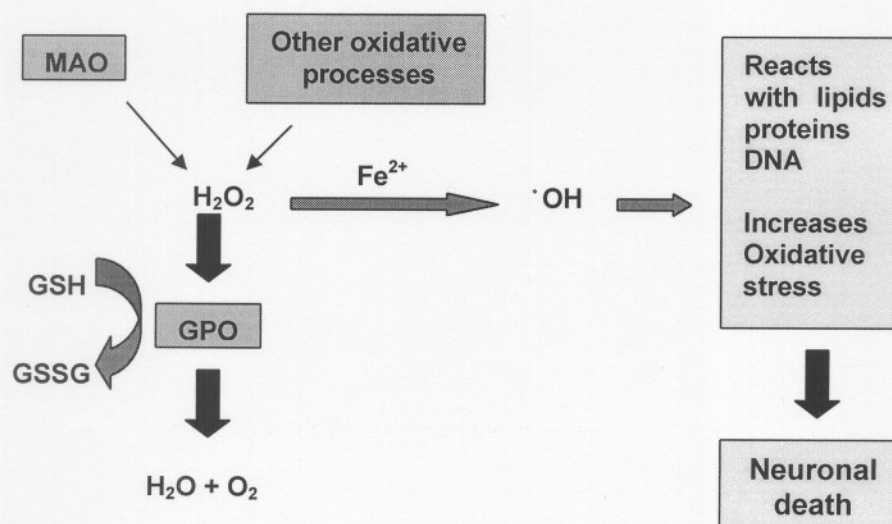 MAO
Other oxidative
processes
H₂O₂
Fe²⁺
˙OH
Reacts
with lipids
proteins
DNA
Increases
Oxidative
stress
GSH
GPO
GSSG
H₂O + O₂
Neuronal
death